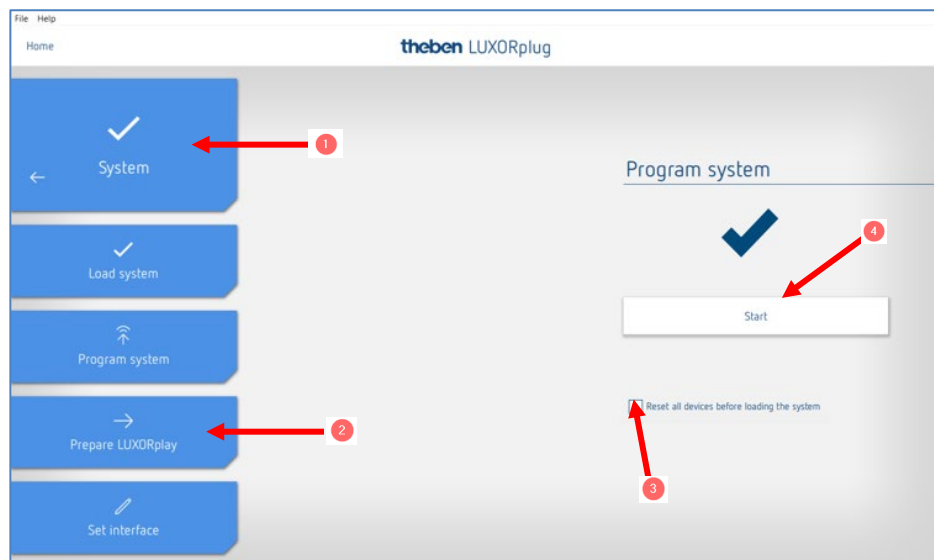 File Help
Home
theben LUXORplug
1
System
Program system
4
Load system
Start
Program system
Reset all devices before loading the system
2
Prepare LUXORplay
3
Set interface